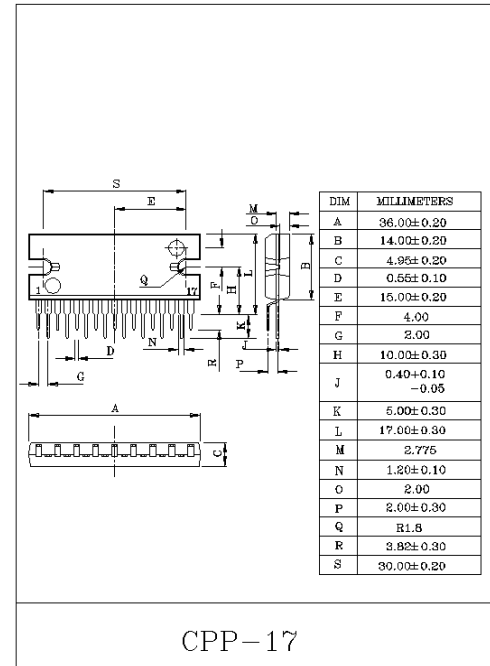 S
E
M
O
B
L
F
H
Q
1
17
K
J
R
P
N
D
G
A
C
DIM MILLIMETERS
A 36.00±0.20
B 14.00±0.20
C 4.95±0.20
D 0.55±0.10
E 15.00±0.20
F 4.00
G 2.00
H 10.00±0.30
J 0.40+0.10
−0.05
K 5.00±0.30
L 17.00±0.30
M 2.775
N 1.20±0.10
O 2.00
P 2.00±0.30
Q R1.8
R 3.82±0.30
S 30.00±0.20
CPP-17